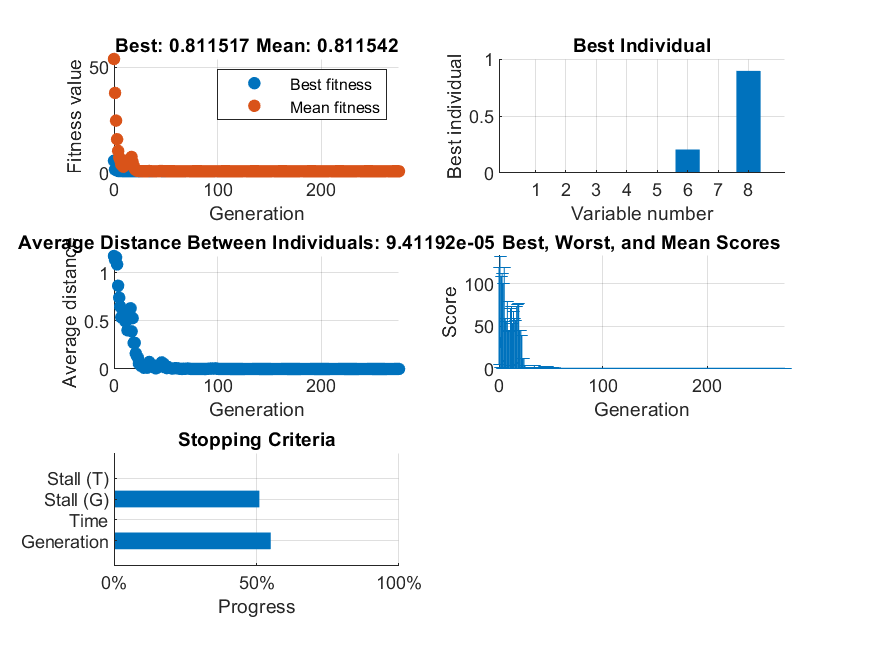 Best: 0.811517 Mean: 0.811542
Fitness value
50
0
Best fitness
Mean fitness
0 100 200
Generation
Best Individual
Best individual
1
0.5
0
1 2 3 4 5 6 7 8
Variable number
Average Distance Between Individuals: 9.41192e-05
Average distance
1
0.5
0
0 100 200
Generation
Best, Worst, and Mean Scores
Score
100
50
0
0 100 200
Generation
Stopping Criteria
Stall (T)
Stall (G)
Time
Generation
0% 50% 100%
Progress